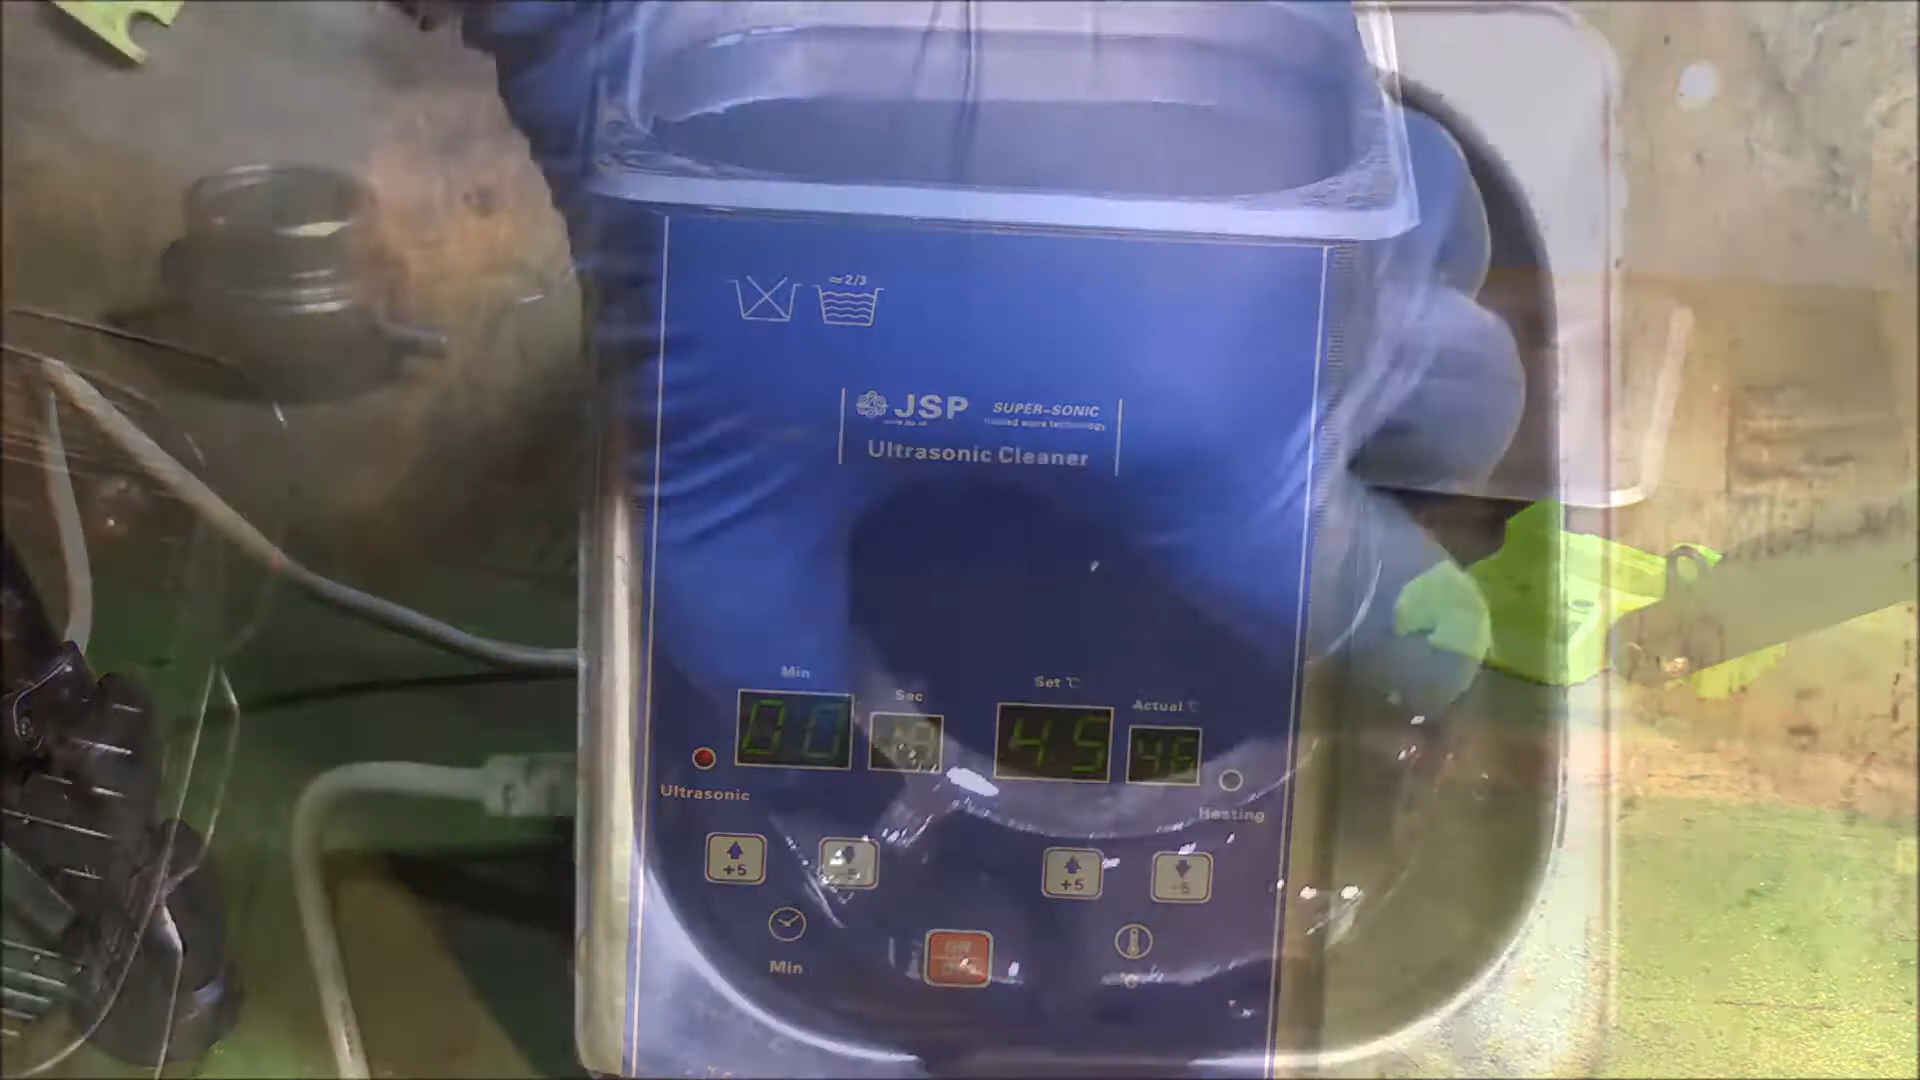 ≈2/3
JSP SUPER-SONIC
Ultrasonic Cleaner
Min
Sec
Set °C
Actual °C
00
45
46
Ultrasonic
Heating
+5
+5
-5
Min
°C